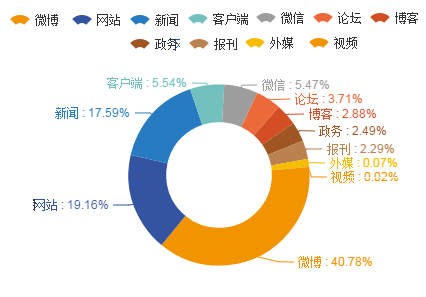 微博 网站 新闻 客户端 微信 论坛 博客
政务 报刊 外媒 视频
客户端 : 5.54%
微信 : 5.47%
论坛 : 3.71%
新闻 : 17.59%
博客 : 2.88%
政务 : 2.49%
报刊 : 2.29%
外媒 : 0.07%
视频 : 0.02%
网站 : 19.16%
微博 : 40.78%